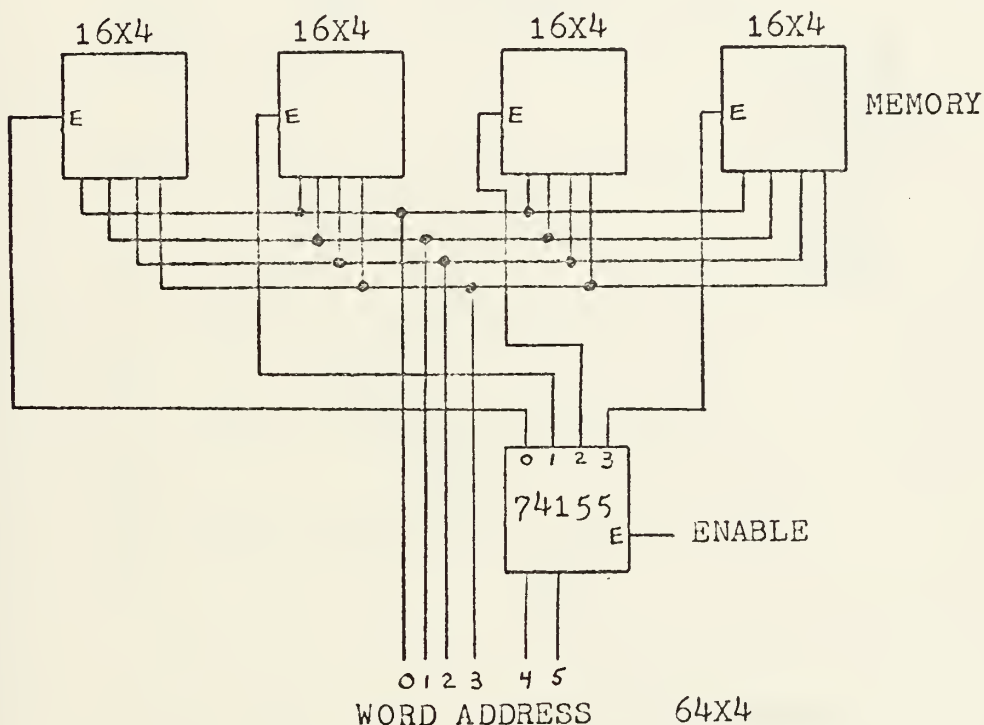 16X4 16X4 16X4 16X4
E E E E MEMORY
0 1 2 3
74155
E ENABLE
0 1 2 3 4 5
WORD ADDRESS 64X4